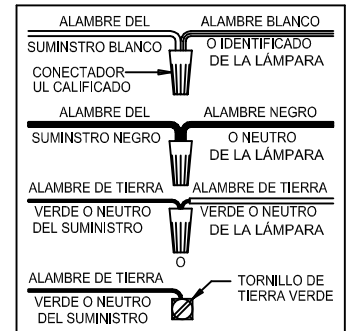 ALAMBRE DEL ALAMBRE BLANCO
SUMINSTRO BLANCO O IDENTIFICADO
DE LA LÁMPARA
CONECTADOR
UL CALIFICADO
ALAMBRE DEL ALAMBRE NEGRO
SUMINSTRO NEGRO O NEUTRO
DE LA LÁMPARA
ALAMBRE DE TIERRA ALAMBRE DE TIERRA
VERDE O NEUTRO VERDE O NEUTRO
DEL SUMINISTRO DE LA LÁMPARA
O
ALAMBRE DE TIERRA TORNILLO DE
TIERRA VERDE
VERDE O NEUTRO
DEL SUMINISTRO